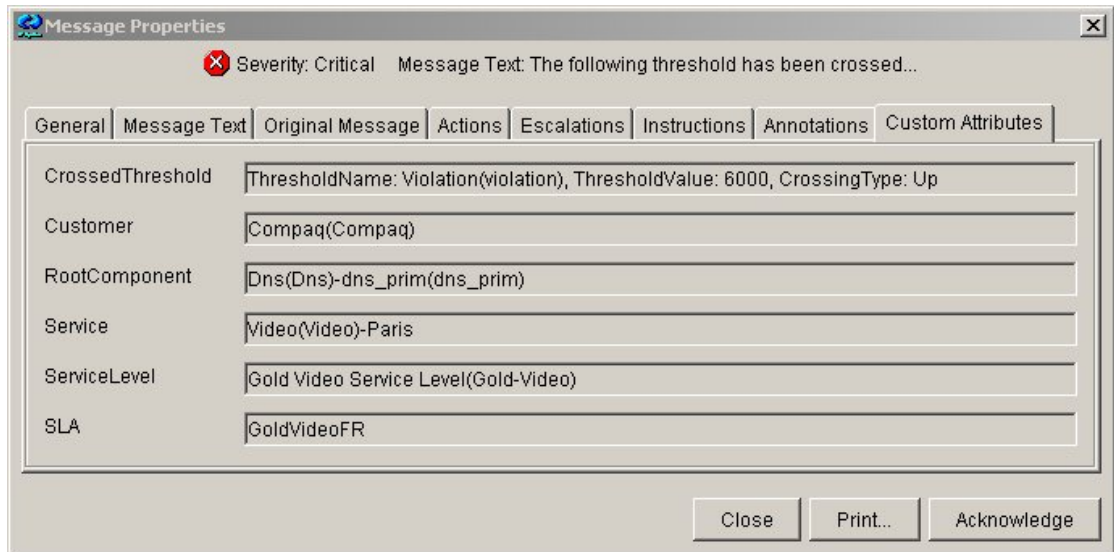 Message Properties
Severity: Critical Message Text: The following threshold has been crossed...
General Message Text Original Message Actions Escalations Instructions Annotations Custom Attributes
CrossedThreshold ThresholdName: Violation(violation), ThresholdValue: 6000, CrossingType: Up
Customer Compaq(Compaq)
RootComponent Dns(Dns)-dns_prim(dns_prim)
Service Video(Video)-Paris
ServiceLevel Gold Video Service Level(Gold-Video)
SLA GoldVideoFR
Close Print... Acknowledge